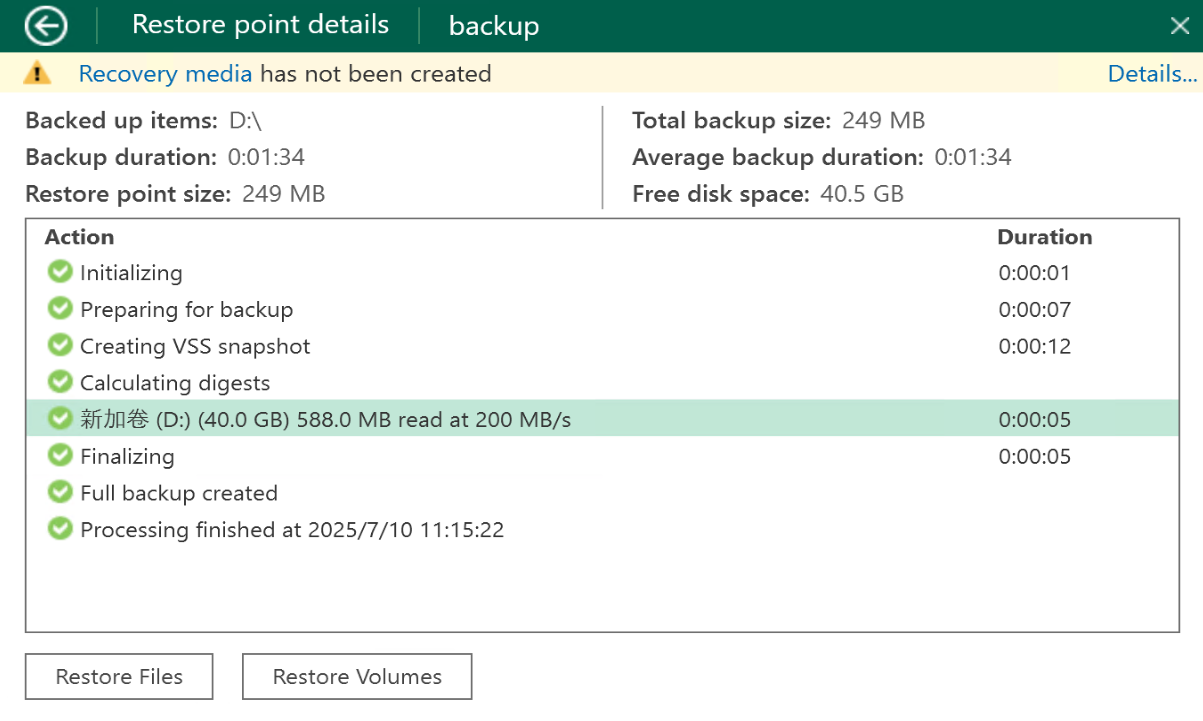 Restore point details backup
Recovery media has not been created Details...
Backed up items: D:\ Total backup size: 249 MB
Backup duration: 0:01:34 Average backup duration: 0:01:34
Restore point size: 249 MB Free disk space: 40.5 GB
Action Duration
Initializing 0:00:01
Preparing for backup 0:00:07
Creating VSS snapshot 0:00:12
Calculating digests
新加卷 (D:) (40.0 GB) 588.0 MB read at 200 MB/s 0:00:05
Finalizing 0:00:05
Full backup created
Processing finished at 2025/7/10 11:15:22
Restore Files Restore Volumes